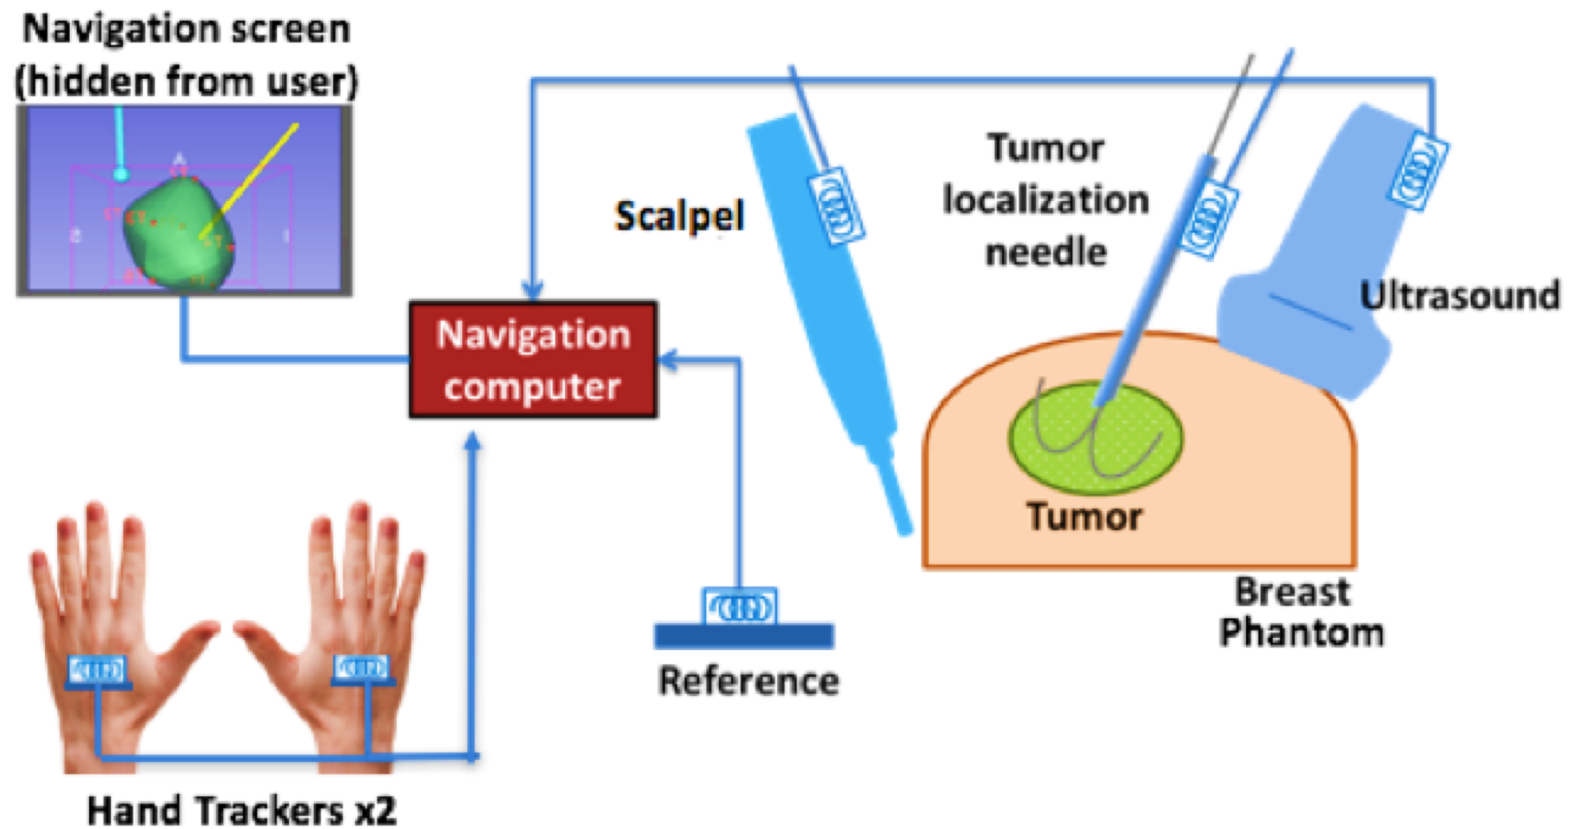 Navigation screen
(hidden from user)
A
Scalpel
Tumor
localization
needle
Ultrasound
Navigation
computer
Tumor
Breast
Phantom
Reference
Hand Trackers x2